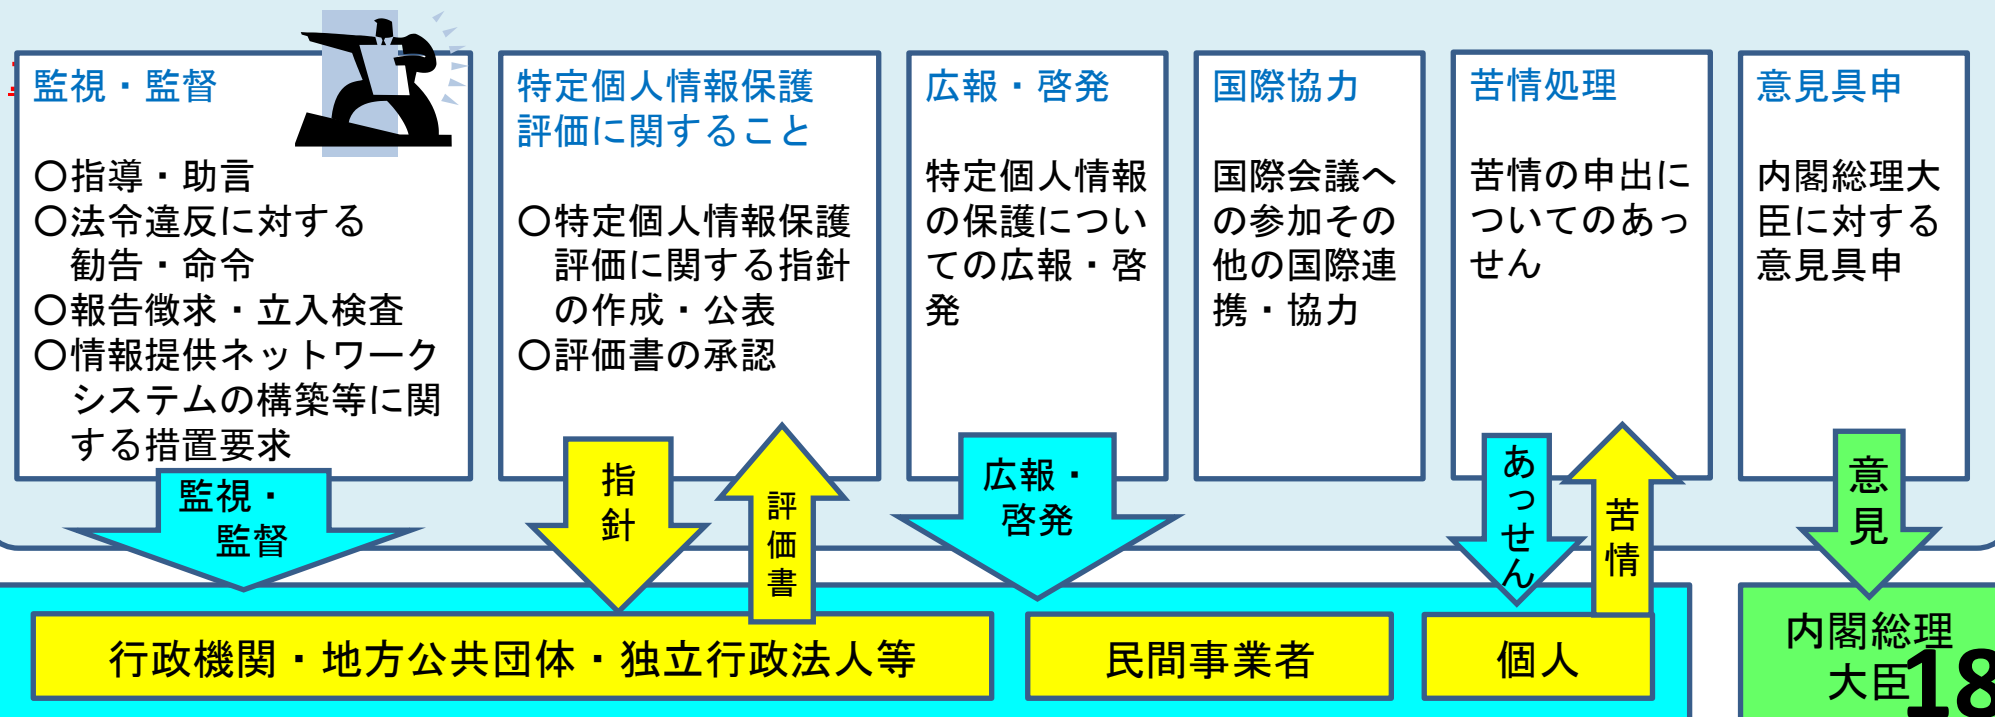 監視・監督
〇指導・助言
〇法令違反に対する
勧告・命令
〇報告徴求・立入検査
〇情報提供ネットワーク
システムの構築等に関
する措置要求
特定個人情報保護
評価に関すること
〇特定個人情報保護
評価に関する指針
の作成・公表
〇評価書の承認
広報・啓発
特定個人情報
の保護につい
ての広報・啓
発
国際協力
国際会議へ
の参加その
他の国際連
携・協力
苦情処理
苦情の申出に
ついてのあっ
せん
意見具申
内閣総理大
臣に対する
意見具申
監視・
監督
指針
評価書
広報・
啓発
あっせん
苦情
意見
行政機関・地方公共団体・独立行政法人等
民間事業者
個人
内閣総理
大臣
18